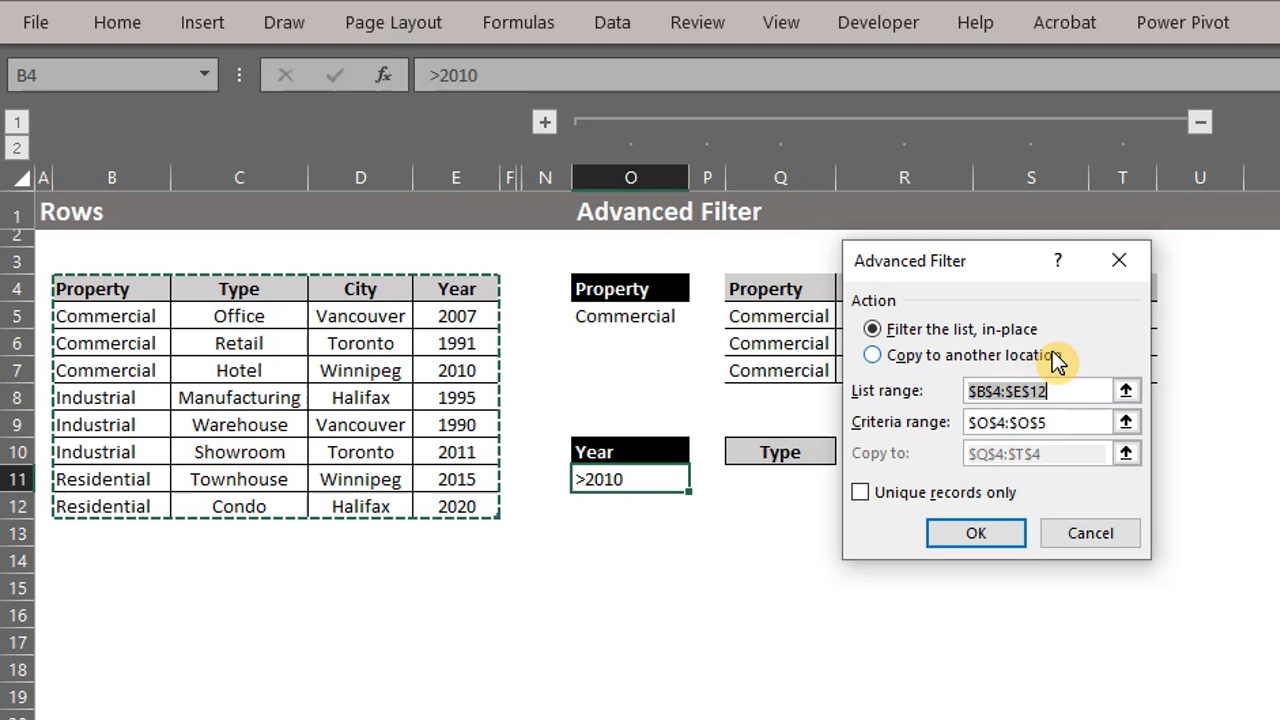 File Home Insert Draw Page Layout Formulas Data Review View Developer Help Acrobat Power Pivot
B4 fx >2010
1
2
A B C D E F N O P Q R S T U
1 Rows Advanced Filter
2
3
4 Property Type City Year Property Property
5 Commercial Office Vancouver 2007 Commercial Commercial
6 Commercial Retail Toronto 1991 Commercial
7 Commercial Hotel Winnipeg 2010 Commercial
8 Industrial Manufacturing Halifax 1995
9 Industrial Warehouse Vancouver 1990
10 Industrial Showroom Toronto 2011 Year Type
11 Residential Townhouse Winnipeg 2015 >2010
12 Residential Condo Halifax 2020
13
14
15
16
17
18
19
Advanced Filter ?
Action
Filter the list, in-place
Copy to another location
List range: $B$4:$E$12
Criteria range: $O$4:$O$5
Copy to: $Q$4:$T$4
Unique records only
OK Cancel